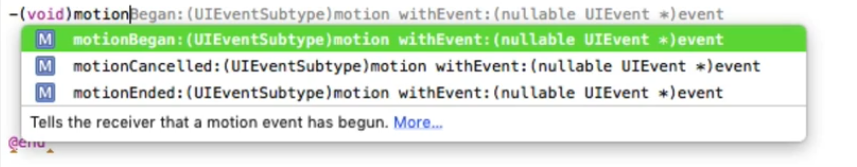 -(void)motionBegan:(UIEventSubtype)motion withEvent:(nullable UIEvent *)event
M motionBegan:(UIEventSubtype)motion withEvent:(nullable UIEvent *)event
M motionCancelled:(UIEventSubtype)motion withEvent:(nullable UIEvent *)event
M motionEnded:(UIEventSubtype)motion withEvent:(nullable UIEvent *)event
Tells the receiver that a motion event has begun. More...
@end